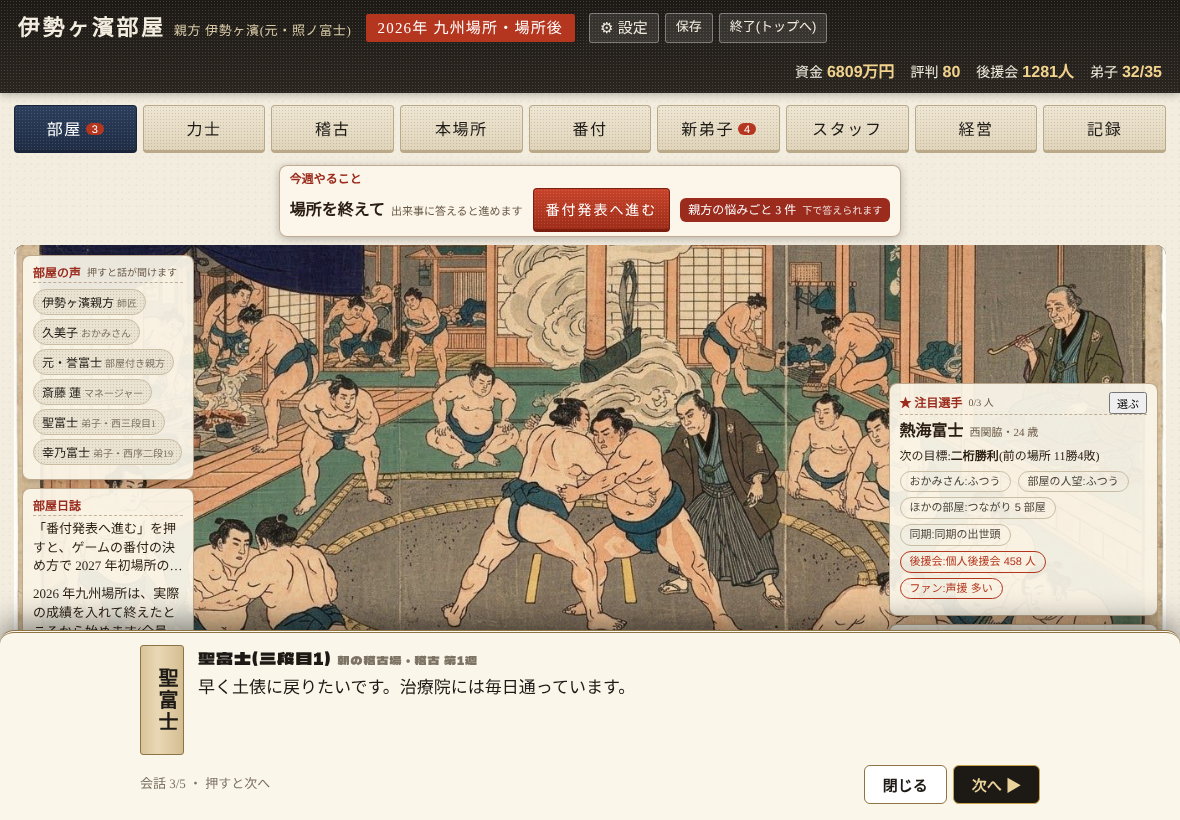 伊勢ヶ濱部屋 親方 伊勢ヶ濱(元・照ノ富士) 2026年 九州場所・場所後 ⚙ 設定 保存 終了(トップへ)
資金 6809万円 評判 80 後援会 1281人 弟子 32/35
部屋 3 力士 稽古 本場所 番付 新弟子 4 スタッフ 経営 記録
今週やること
場所を終えて 出来事に答えると進めます 番付発表へ進む 親方の悩みごと 3 件 下で答えられます
部屋の声 押すと話が聞けます
伊勢ヶ濱親方 師匠
久美子 おかみさん
元・誉富士 部屋付き親方
斎藤 蓮 マネージャー
聖富士 弟子・西三段目1
幸乃富士 弟子・西序二段19
部屋日誌
「番付発表へ進む」を押
すと、ゲームの番付の決
め方で 2027 年初場所の…
2026 年九州場所は、実際
の成績を入れて終えたと
★ 注目選手 0/3 人 選ぶ
熱海富士 西関脇・24 歳
次の目標:二桁勝利(前の場所 11勝4敗)
おかみさん:ふつう 部屋の人望:ふつう
ほかの部屋:つながり 5 部屋
同期:同期の出世頭
後援会:個人後援会 458 人
ファン:声援 多い
聖富士
聖富士(三段目1) 朝の稽古場・稽古 第1週
早く土俵に戻りたいです。治療院には毎日通っています。
会話 3/5 ・ 押すと次へ
閉じる 次へ ▶